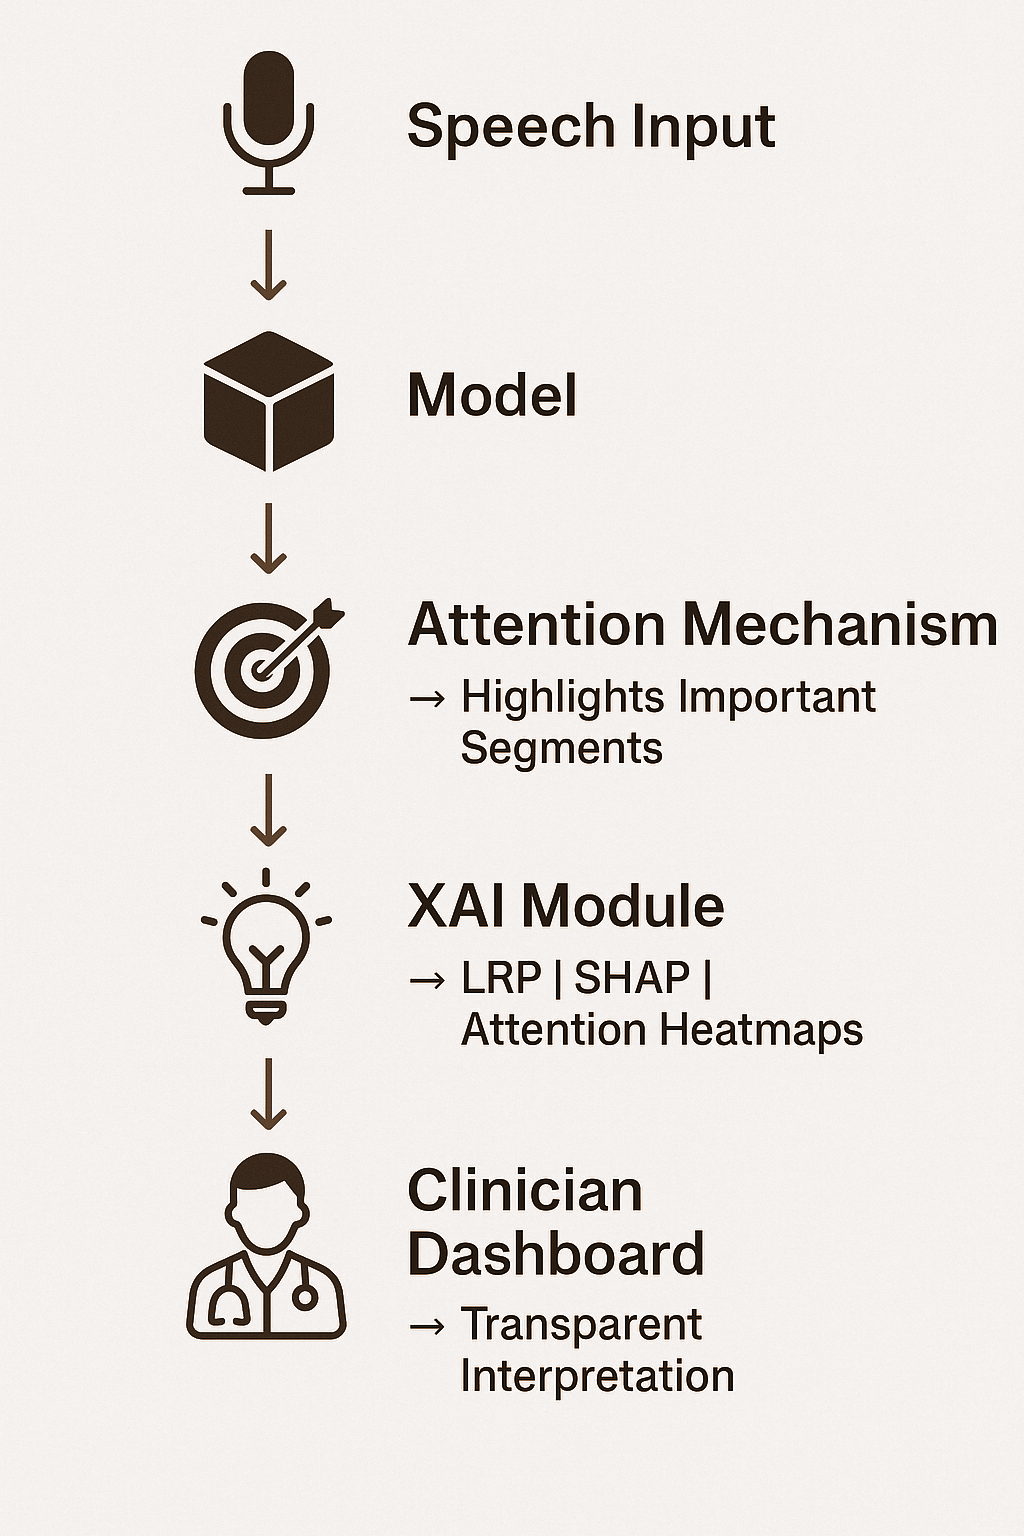 Speech Input
Model
Attention Mechanism
→ Highlights Important
Segments
XAI Module
→ LRP | SHAP |
Attention Heatmaps
Clinician
Dashboard
→ Transparent
Interpretation